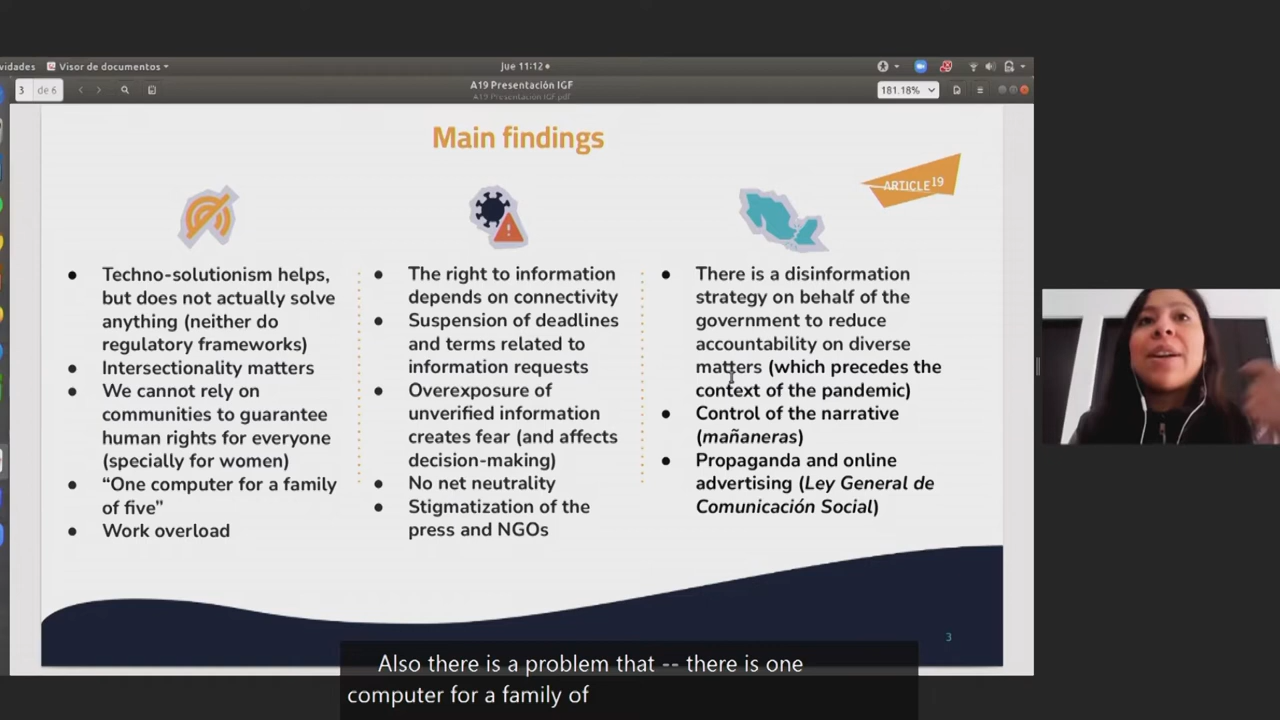 vidades
Visor de documentos
Jue 11:12
3
de 6
A19 Presentación IGF
A19 Presentación IGF.pdf
181.18%
Main findings
ARTICLE 19
Techno-solutionism helps,
but does not actually solve
anything (neither do
regulatory frameworks)
Intersectionality matters
We cannot rely on
communities to guarantee
human rights for everyone
(specially for women)
“One computer for a family
of five”
Work overload
The right to information
depends on connectivity
Suspension of deadlines
and terms related to
information requests
Overexposure of
unverified information
creates fear (and affects
decision-making)
No net neutrality
Stigmatization of the
press and NGOs
There is a disinformation
strategy on behalf of the
government to reduce
accountability on diverse
matters (which precedes the
context of the pandemic)
Control of the narrative
(mañaneras)
Propaganda and online
advertising (Ley General de
Comunicación Social)
3
Also there is a problem that -- there is one
computer for a family of